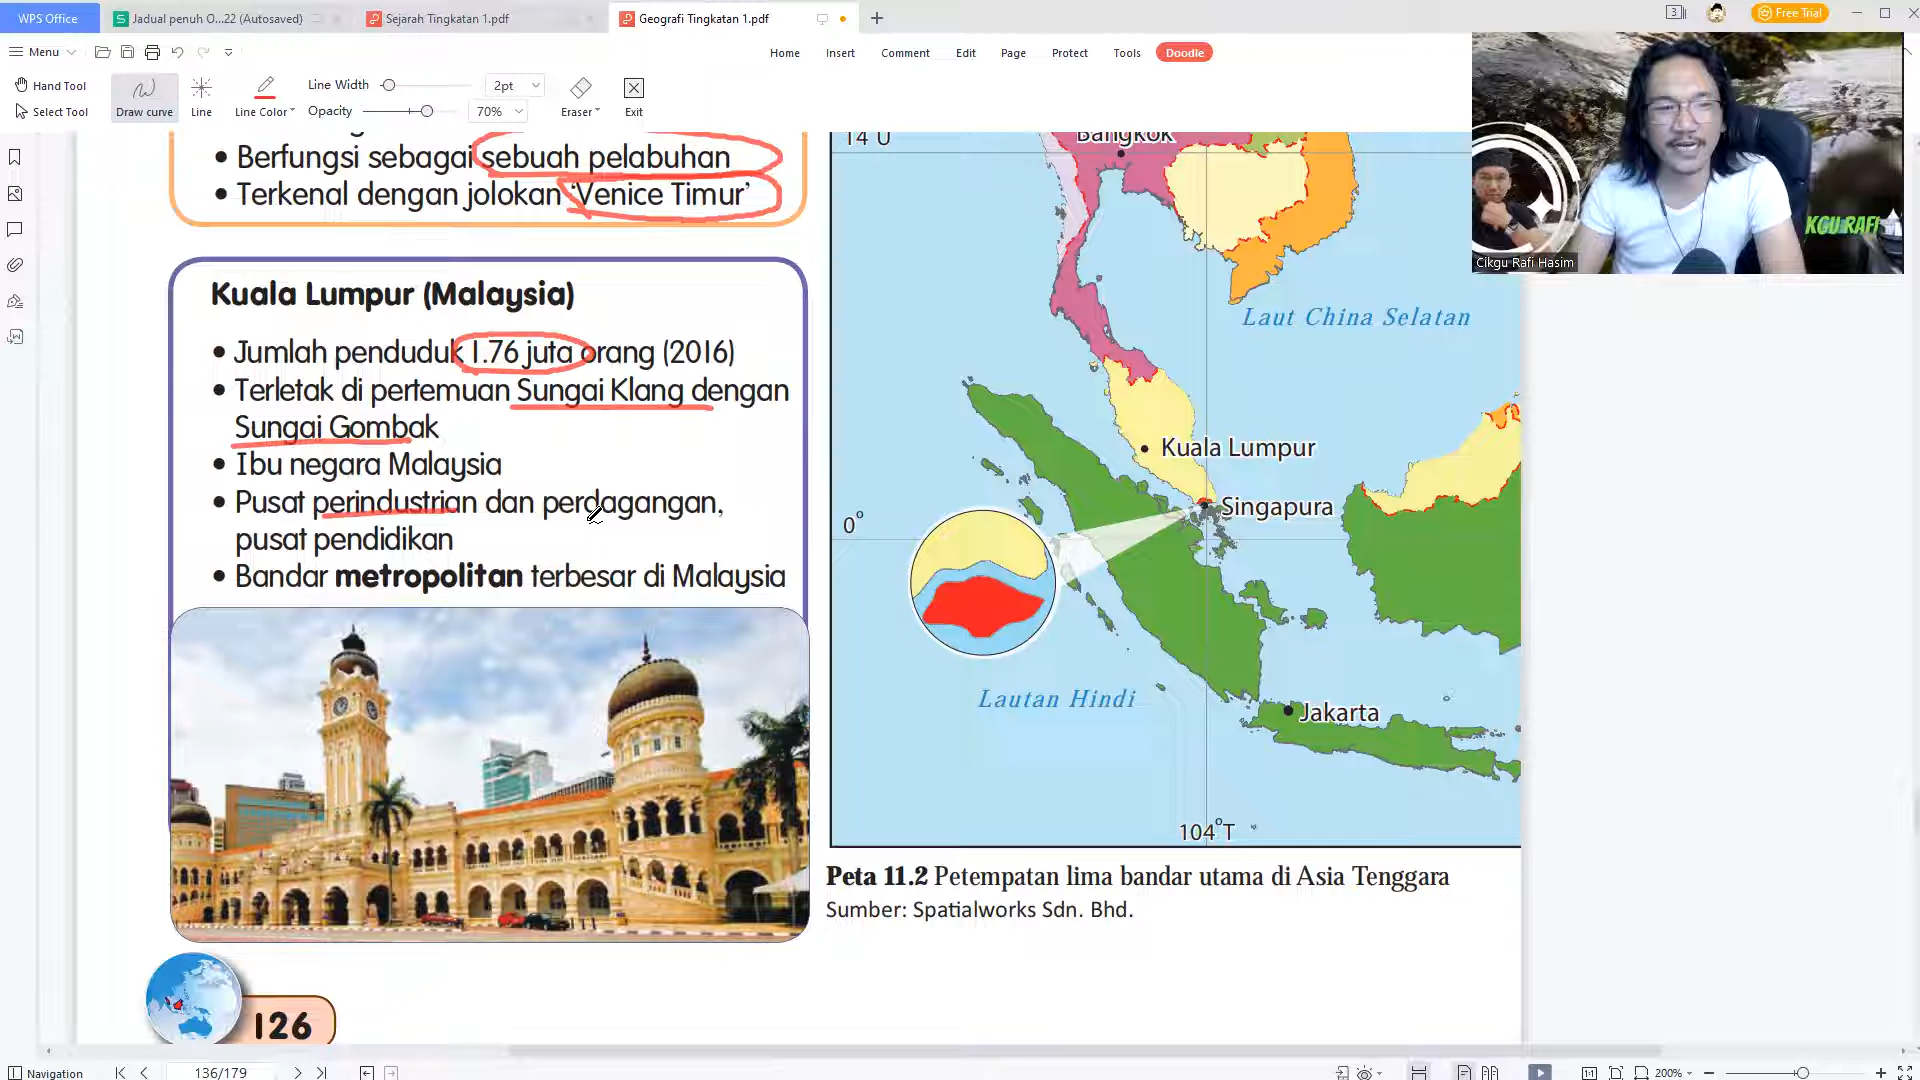 WPS Office
Jadual penuh O...22 (Autosaved)
Sejarah Tingkatan 1.pdf
Geografi Tingkatan 1.pdf
3
Free Trial
Menu
Home Insert Comment Edit Page Protect Tools Doodle
Hand Tool
Select Tool
Draw curve
Line
Line Color
Line Width
2pt
Opacity
70%
Eraser
Exit
• Berfungsi sebagai sebuah pelabuhan
• Terkenal dengan jolokan 'Venice Timur'
Kuala Lumpur (Malaysia)
• Jumlah penduduk 1.76 juta orang (2016)
• Terletak di pertemuan Sungai Klang dengan
Sungai Gombak
• Ibu negara Malaysia
• Pusat perindustrian dan perdagangan,
pusat pendidikan
• Bandar metropolitan terbesar di Malaysia
126
14°U
Bangkok
Laut China Selatan
Kuala Lumpur
Singapura
0°
Lautan Hindi
Jakarta
104°T
Peta 11.2 Petempatan lima bandar utama di Asia Tenggara
Sumber: Spatialworks Sdn. Bhd.
KGU RAFI
Cikgu Rafi Hasim
Navigation
136/179
1:1
200%